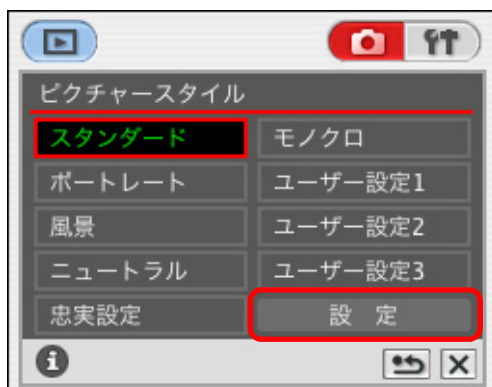 ピクチャースタイル
スタンダード
モノクロ
ポートレート
ユーザー設定1
風景
ユーザー設定2
ニュートラル
ユーザー設定3
忠実設定
設 定